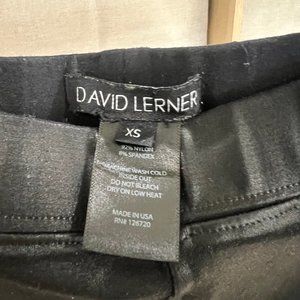 DAVID LERNER
XS
92% NYLON
8% SPANDEX
MACHINE WASH COLD
INSIDE OUT
DO NOT BLEACH
DRY ON LOW HEAT
MADE IN USA
RN# 126720